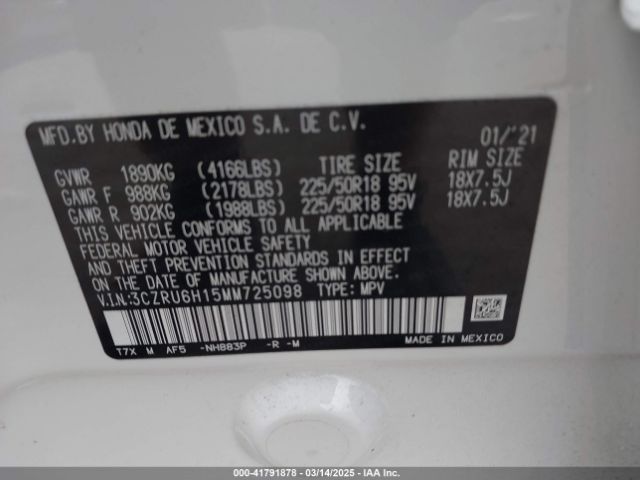 MFD.BY HONDA DE MEXICO S.A. DE C.V. 01/'21
GVWR 1890KG (4166LBS) TIRE SIZE RIM SIZE
GAWR F 988KG (2178LBS) 225/50R18 95V 18X7.5J
GAWR R 902KG (1988LBS) 225/50R18 95V 18X7.5J
THIS VEHICLE CONFORMS TO ALL APPLICABLE
FEDERAL MOTOR VEHICLE SAFETY
AND THEFT PREVENTION STANDARDS IN EFFECT
ON THE DATE OF MANUFACTURE SHOWN ABOVE.
V.I.N:3CZRU6H15MM725098 TYPE: MPV
T7X M AF5 -NH883P -R -M
MADE IN MEXICO
000-41791878 - 03/14/2025 - IAAI.CA